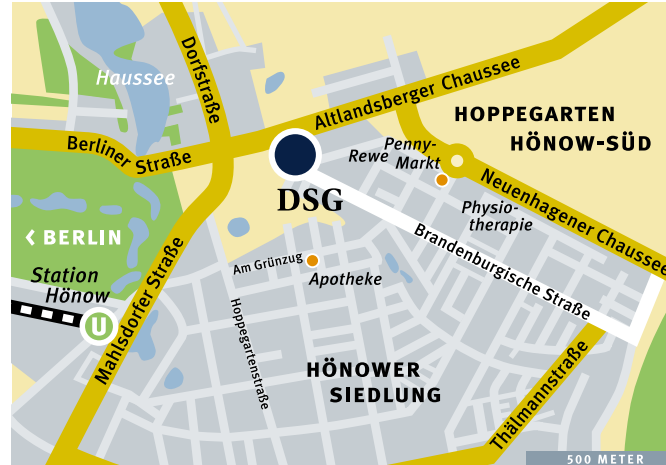 Haussee
Dorfstraße
Altlandsberger Chaussee
Berliner Straße
HOPPEGARTEN
HÖNOW-SÜD
Rewe
Penny-
Markt
DSG
Neuenhagener Chaussee
Physio-
therapie
Brandenburgische Straße
‹ BERLIN
Station
Hönow
U
Mahlsdorfer Straße
Am Grünzug
Apotheke
Hoppegartenstraße
HÖNOWER
SIEDLUNG
Thälmannstraße
500 METER